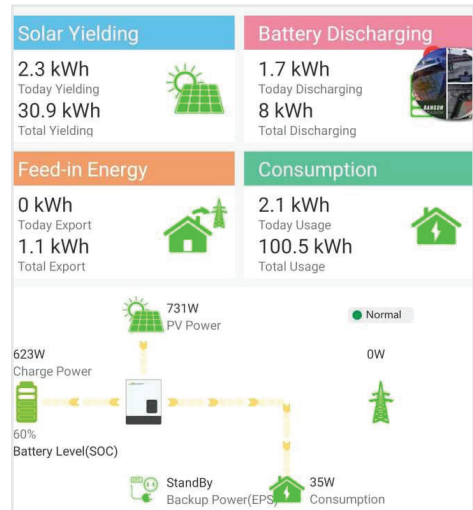 Solar Yielding
2.3 kWh
Today Yielding
30.9 kWh
Total Yielding
Battery Discharging
1.7 kWh
Today Discharging
8 kWh
Total Discharging
BANGON
Feed-in Energy
0 kWh
Today Export
1.1 kWh
Total Export
Consumption
2.1 kWh
Today Usage
100.5 kWh
Total Usage
731W
PV Power
Normal
623W
Charge Power
0W
60%
Battery Level(SOC)
StandBy
Backup Power(EPS)
35W
Consumption